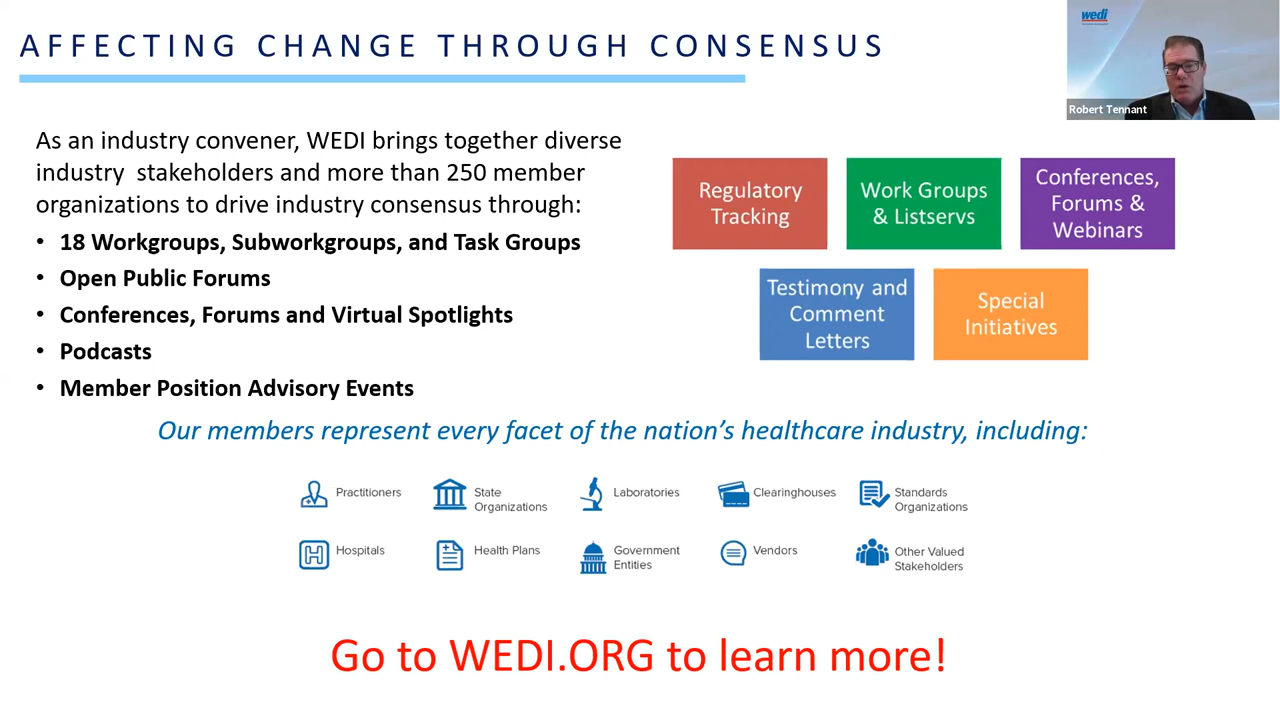 AFFECTING CHANGE THROUGH CONSENSUS
wedi
Robert Tennant
As an industry convener, WEDI brings together diverse
industry stakeholders and more than 250 member
organizations to drive industry consensus through:
• 18 Workgroups, Subworkgroups, and Task Groups
• Open Public Forums
• Conferences, Forums and Virtual Spotlights
• Podcasts
• Member Position Advisory Events
Regulatory
Tracking
Work Groups
& Listservs
Conferences,
Forums &
Webinars
Testimony and
Comment
Letters
Special
Initiatives
Our members represent every facet of the nation's healthcare industry, including:
Practitioners
State
Organizations
Laboratories
Clearinghouses
Standards
Organizations
H
Hospitals
Health Plans
Government
Entities
Vendors
Other Valued
Stakeholders
Go to WEDI.ORG to learn more!